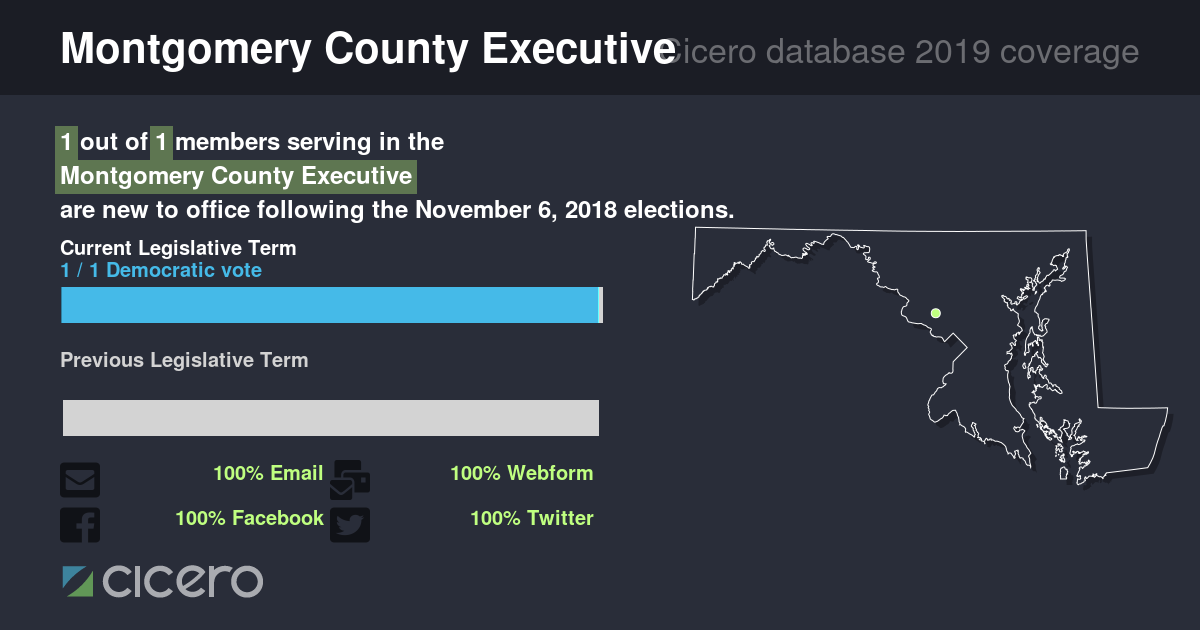 Montgomery County Executive
Cicero database 2019 coverage
1 out of 1 members serving in the
Montgomery County Executive
are new to office following the November 6, 2018 elections.
Current Legislative Term
1 / 1 Democratic vote
Previous Legislative Term
100% Email
100% Webform
100% Facebook
100% Twitter
cicero